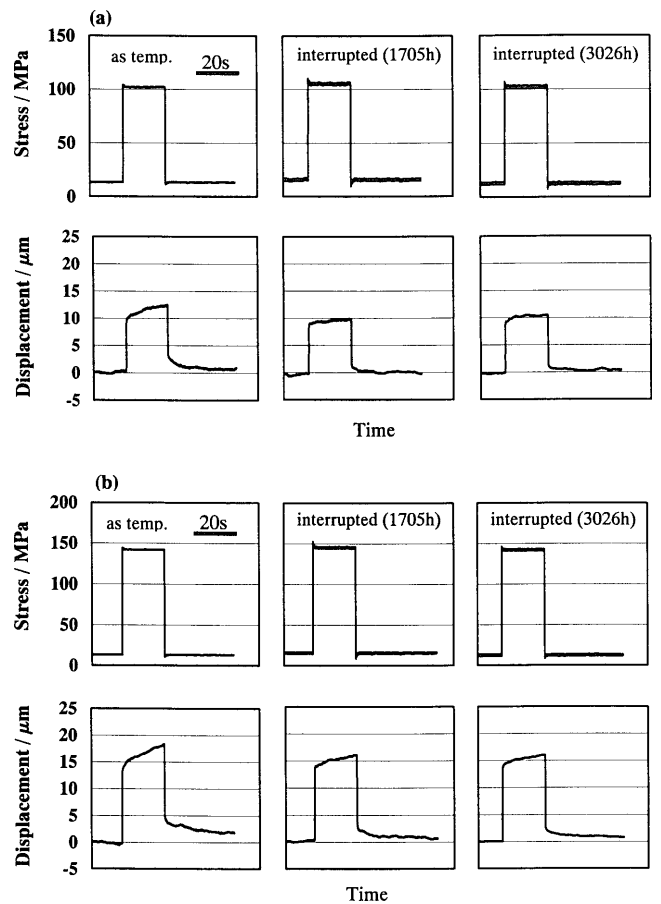 (a)
Stress / MPa
150
100
50
0
as temp.
20s
interrupted (1705h)
interrupted (3026h)
Displacement / μm
25
20
15
10
5
0
-5
Time
(b)
Stress / MPa
200
150
100
50
0
as temp.
20s
interrupted (1705h)
interrupted (3026h)
Displacement / μm
25
20
15
10
5
0
-5
Time